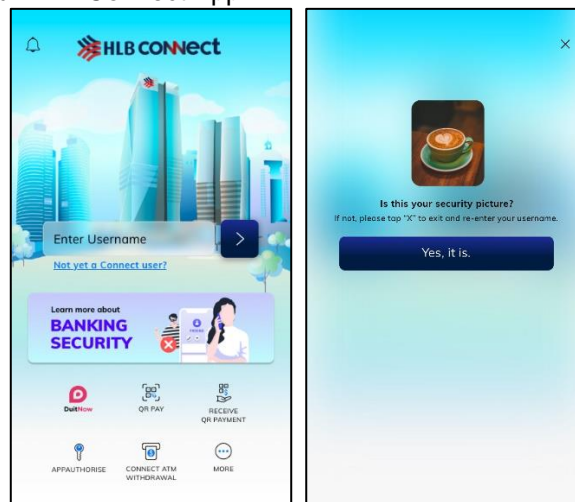 HLB CONNECT
Enter Username
Not yet a Connect user?
Learn more about
BANKING
SECURITY
DuitNow
QR PAY
RECEIVE
QR PAYMENT
APPAUTHORISE
CONNECT ATM
WITHDRAWAL
MORE
Is this your security picture?
If not, please tap "X" to exit and re-enter your username.
Yes, it is.